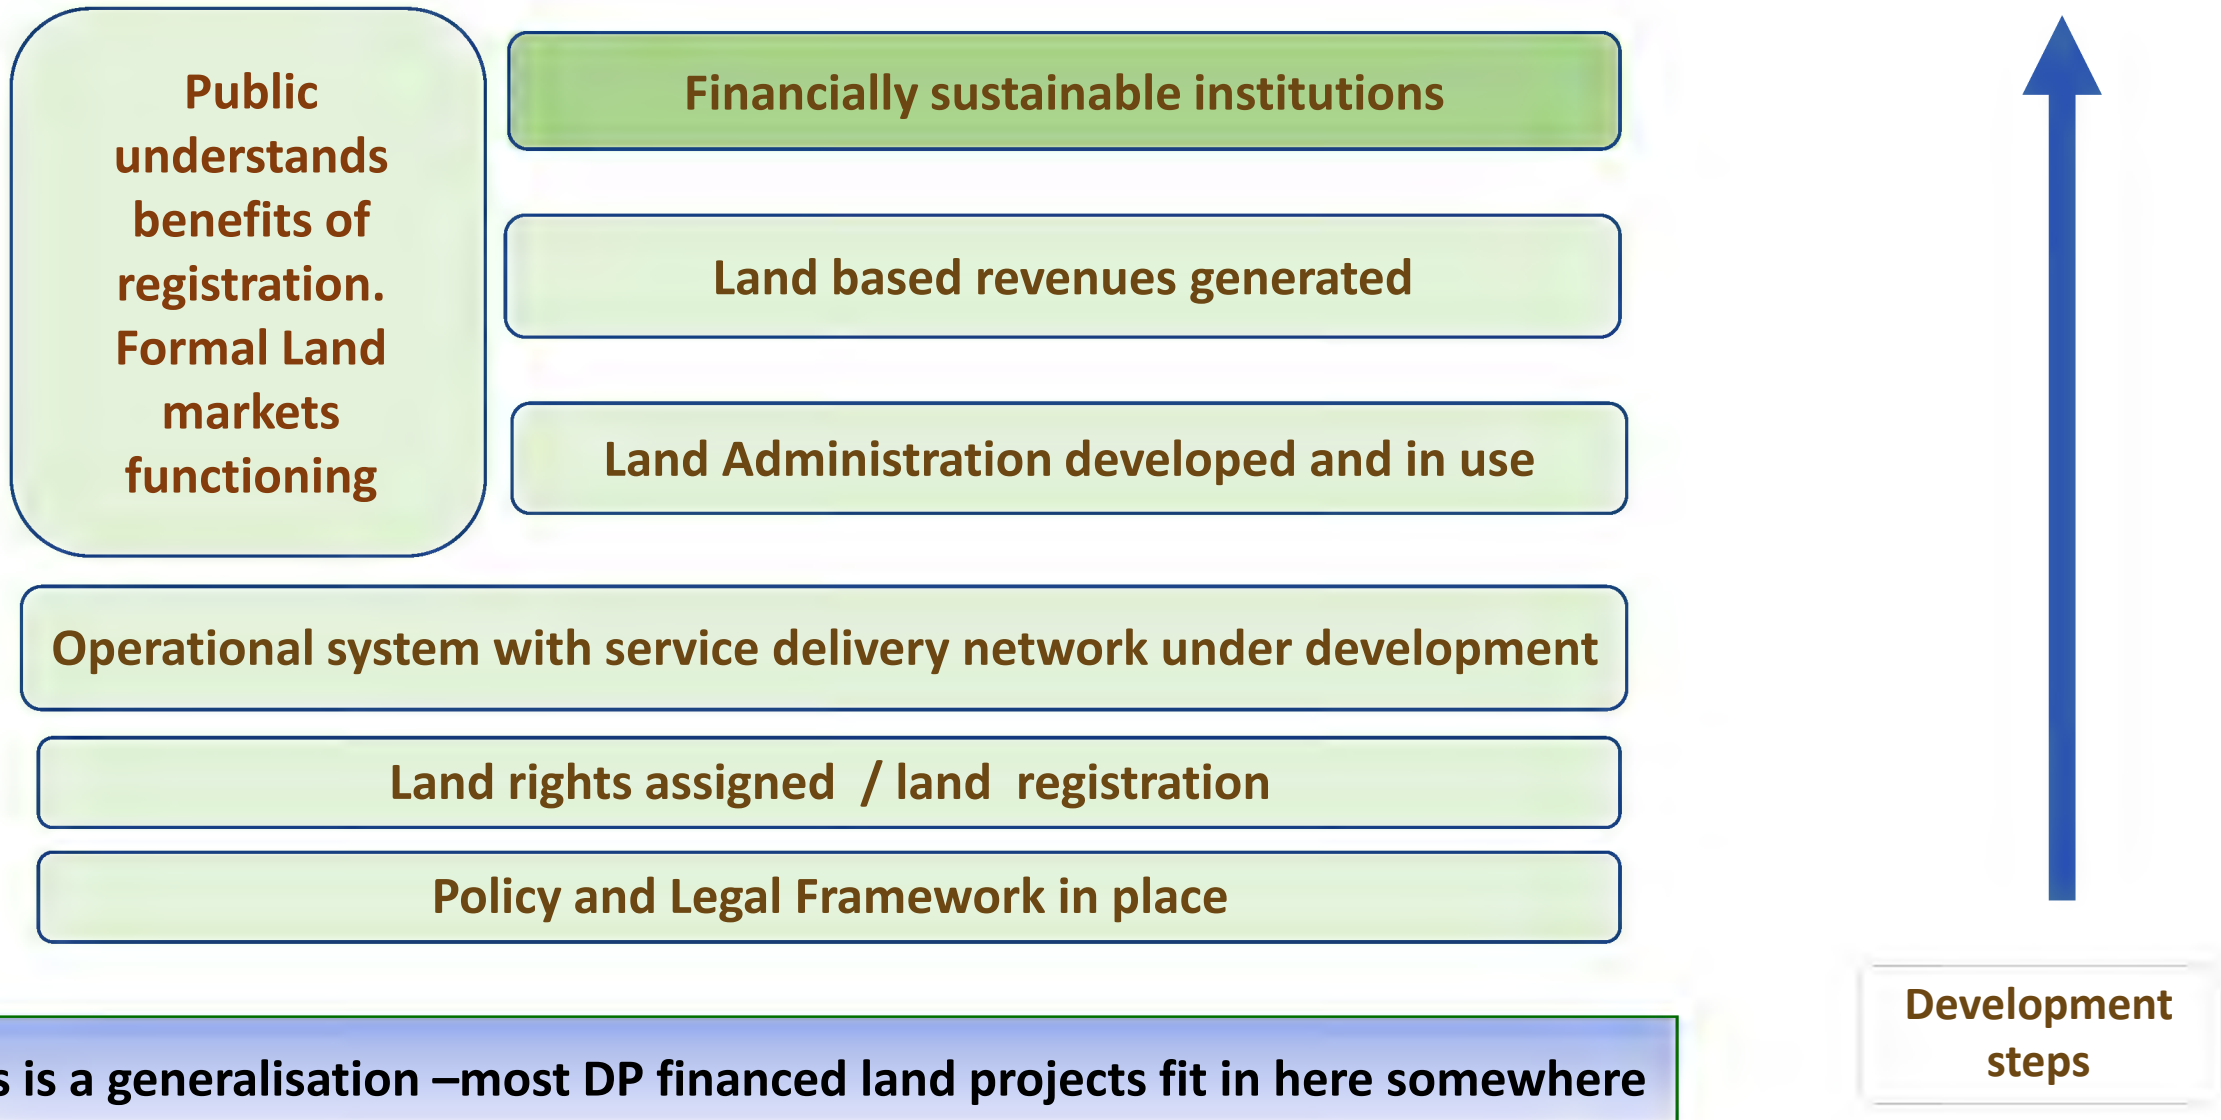 Public
understands
benefits of
registration.
Formal Land
markets
functioning
Financially sustainable institutions
Land based revenues generated
Land Administration developed and in use
Operational system with service delivery network under development
Land rights assigned / land registration
Policy and Legal Framework in place
is a generalisation –most DP financed land projects fit in here somewhere
Development
steps